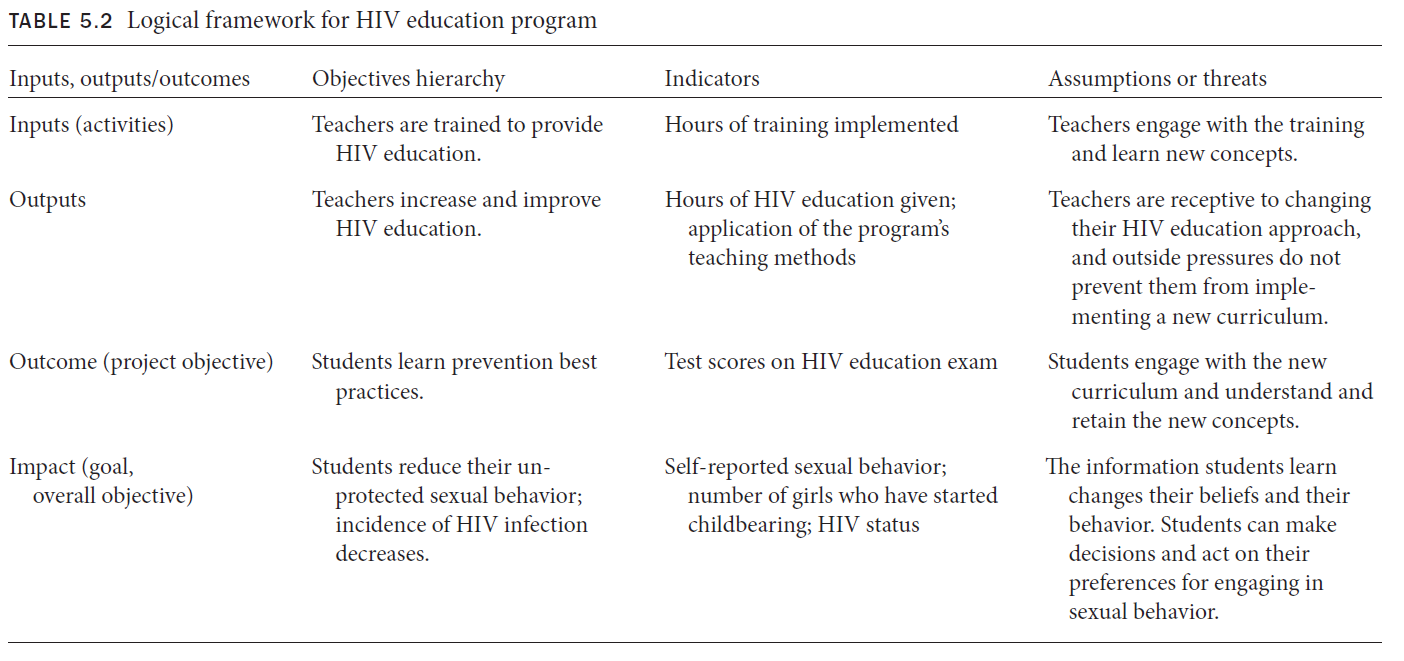 TABLE 5.2 Logical framework for HIV education program
Inputs, outputs/outcomes Objectives hierarchy Indicators Assumptions or threats
Inputs (activities) Teachers are trained to provide Hours of training implemented Teachers engage with the training
HIV education. and learn new concepts.
Outputs Teachers increase and improve Hours of HIV education given; Teachers are receptive to changing
HIV education. application of the program’s their HIV education approach,
teaching methods and outside pressures do not
prevent them from imple-
menting a new curriculum.
Outcome (project objective) Students learn prevention best Test scores on HIV education exam Students engage with the new
practices. curriculum and understand and
retain the new concepts.
Impact (goal, Students reduce their un- Self-reported sexual behavior; The information students learn
overall objective) protected sexual behavior; number of girls who have started changes their beliefs and their
incidence of HIV infection childbearing; HIV status behavior. Students can make
decreases. decisions and act on their
preferences for engaging in
sexual behavior.